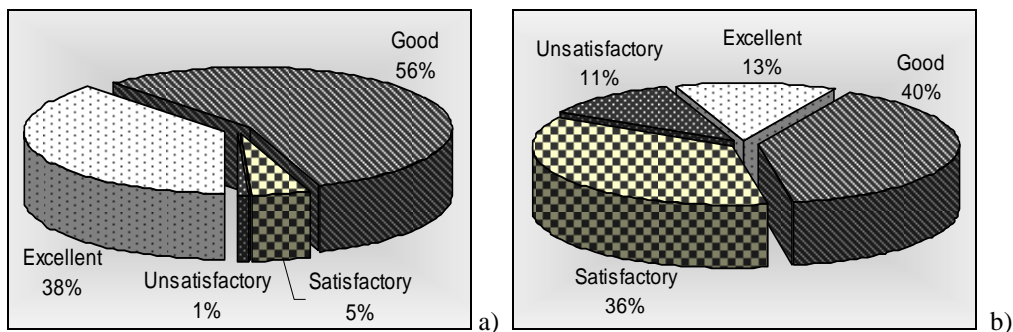 Good
56%
Excellent
38%
Unsatisfactory
1%
Satisfactory
5%
a)
Unsatisfactory
11%
Excellent
13%
Good
40%
Satisfactory
36%
b)